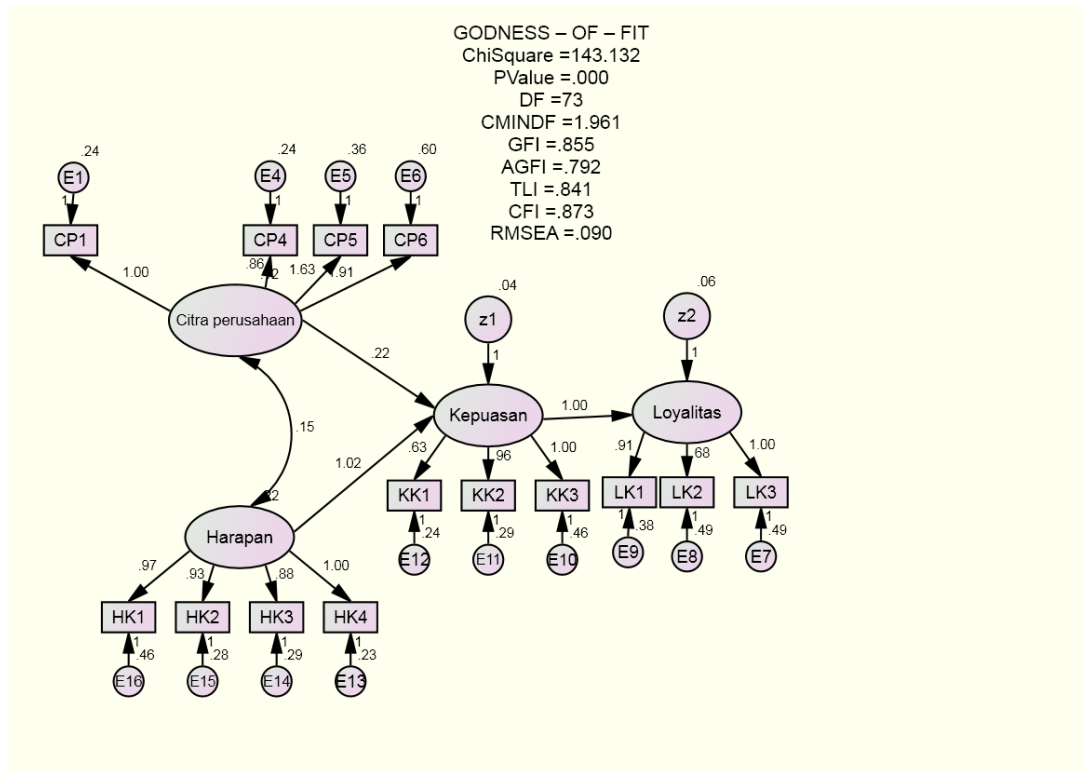 GODNESS – OF – FIT
ChiSquare =143.132
PValue =.000
DF =73
CMINDF =1.961
GFI =.855
AGFI =.792
TLI =.841
CFI =.873
RMSEA =.090
.24 .24 .36 .60
E1 E4 E5 E6
1 1 1 1
CP1 CP4 CP5 CP6
1.00 .86 1.63 1.91
Citra perusahaan
.04 .06
z1 z2
1 1
.22
Kepuasan 1.00 Loyalitas
.15
.63 .96 1.00 .91 .68 1.00
1.02
KK1 KK2 KK3 LK1 LK2 LK3
1 1 1 1 1 1
.24 .29 .46 .38 .49 .49
E12 E11 E10 E9 E8 E7
Harapan
.97 .93 .88 1.00
HK1 HK2 HK3 HK4
1 1 1 1
.46 .28 .29 .23
E16 E15 E14 E13